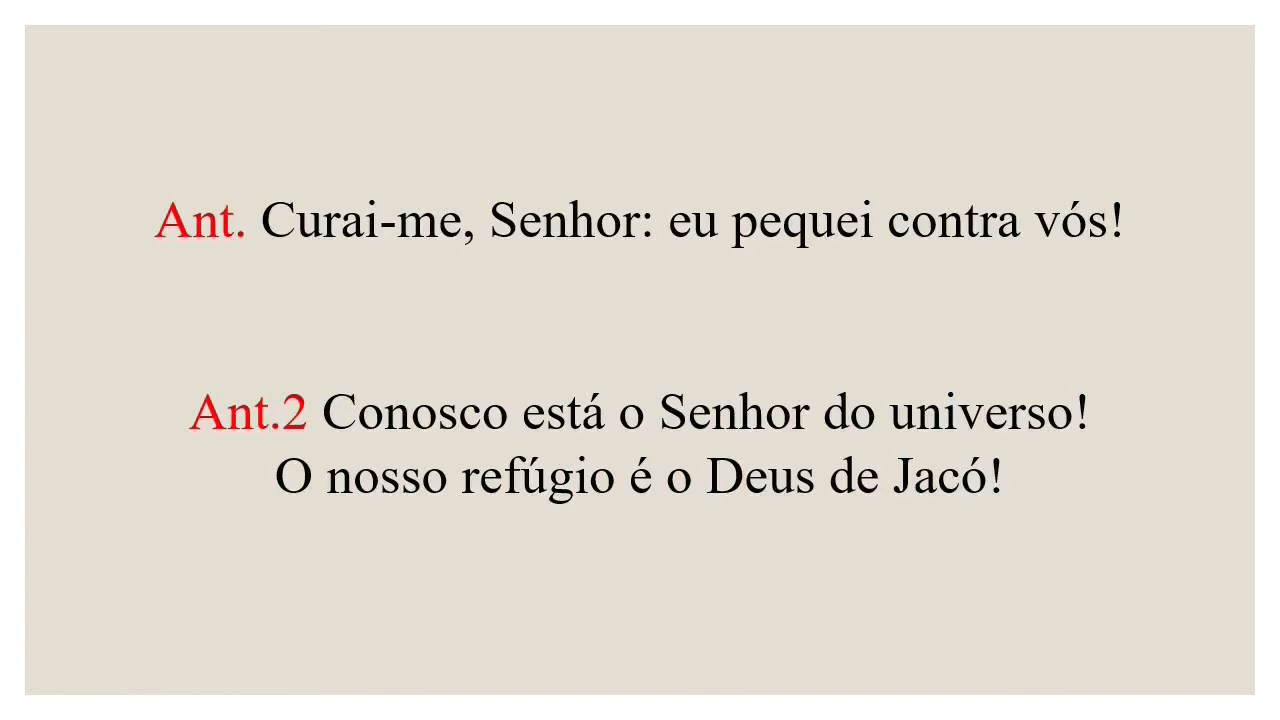 Ant. Curai-me, Senhor: eu pequei contra vós!
Ant.2 Conosco está o Senhor do universo!
O nosso refúgio é o Deus de Jacó!